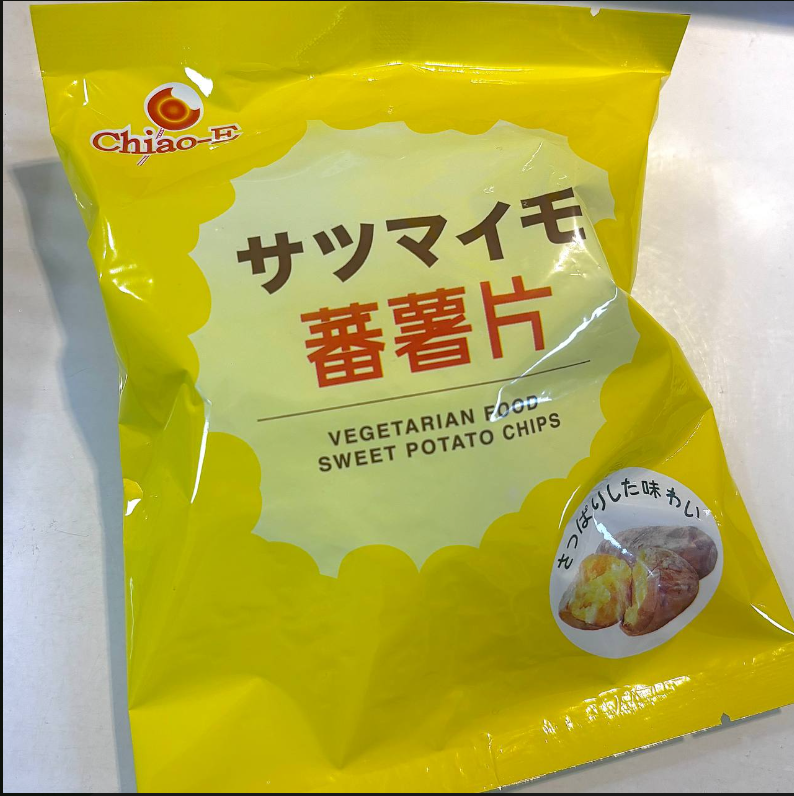 Chiao-E
サツマイモ
蕃薯片
VEGETARIAN FOOD
SWEET POTATO CHIPS
さっぱりした味わい